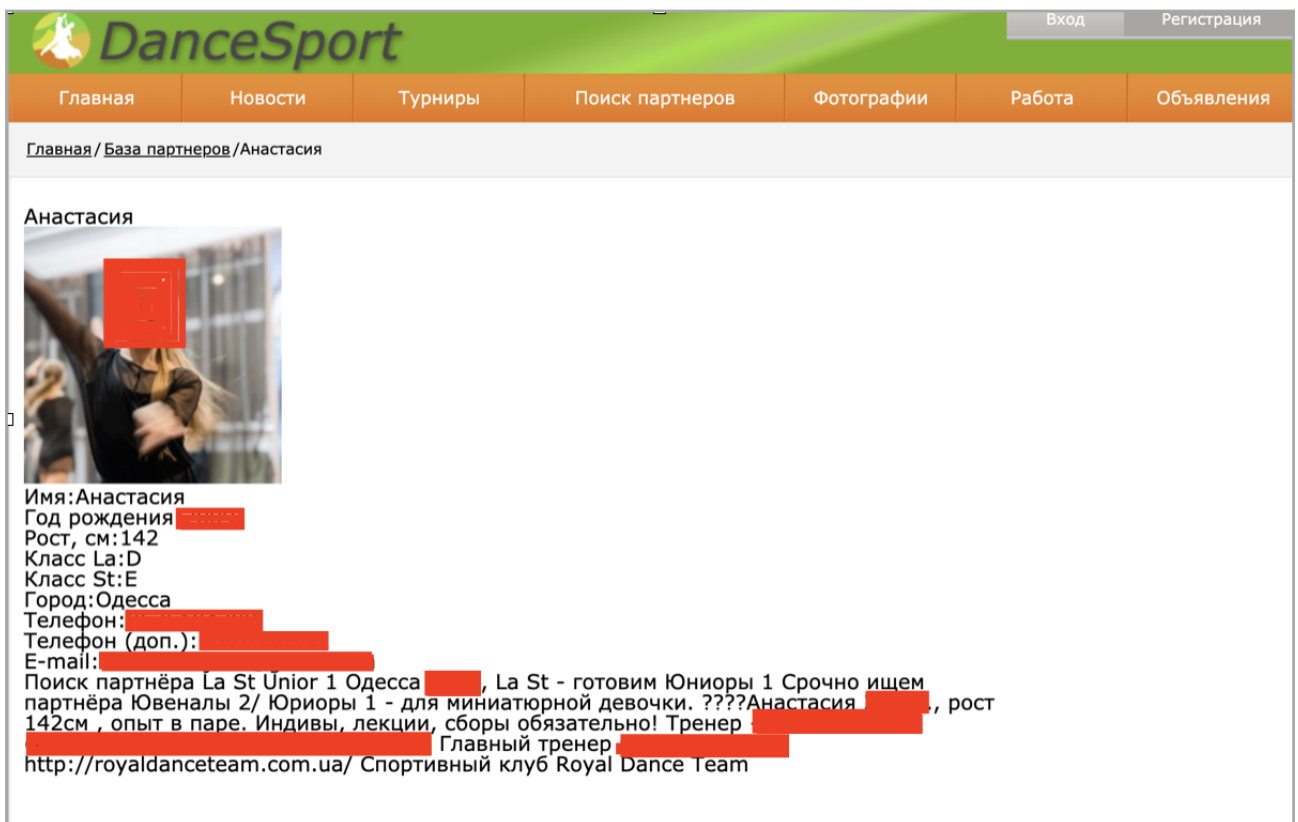 DanceSport
Вход
Регистрация
Главная
Новости
Турниры
Поиск партнеров
Фотографии
Работа
Объявления
Главная / База партнеров /Анастасия
Анастасия
Имя:Анастасия
Год рождения
Рост, см:142
Класс La:D
Класс St:E
Город:Одесса
Телефон:
Телефон (доп.):
E-mail:
Поиск партнёра La St Unior 1 Одесса , La St - готовим Юниоры 1 Срочно ищем
партнёра Ювеналы 2/ Юриоры 1 - для миниатюрной девочки. ????Анастасия ., рост
142см , опыт в паре. Индивы, лекции, сборы обязательно! Тренер -
Главный тренер
http://royaldanceteam.com.ua/ Спортивный клуб Royal Dance Team